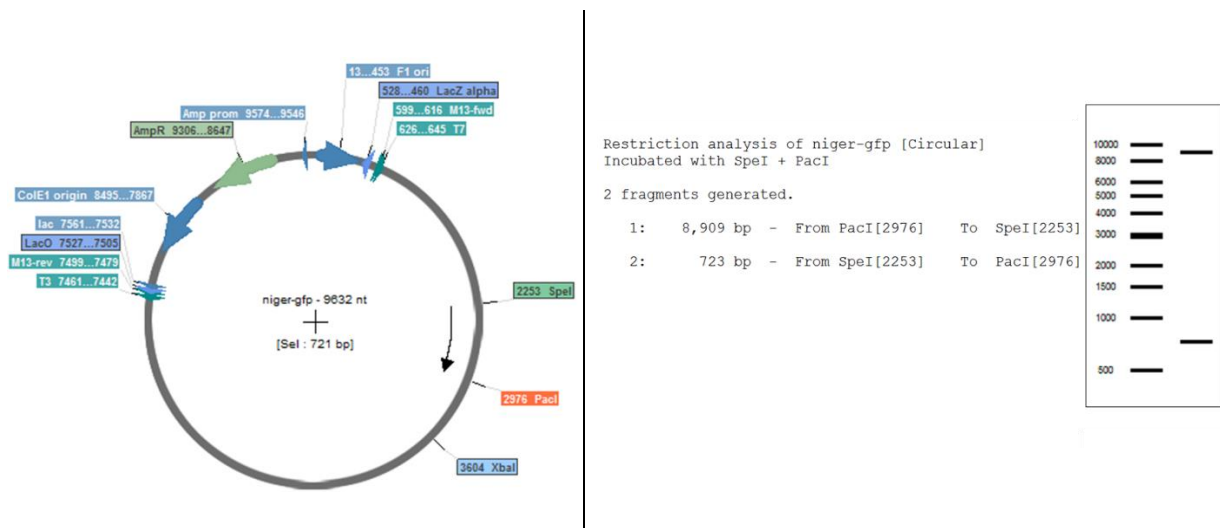 13...453 F1 ori
528...460 LacZ alpha
Amp prom 9574...9546
599...616 M13-fwd
AmpR 9306...8647
626...645 T7
ColE1 origin 8495...7867
lac 7561...7532
LacO 7527...7505
M13-rev 7499...7479
T3 7461...7442
2253 SpeI
niger-gfp - 9632 nt
[Sel : 721 bp]
2976 PacI
3604 XbaI
Restriction analysis of niger-gfp [Circular]
Incubated with SpeI + PacI
2 fragments generated.
1: 8,909 bp - From PacI[2976] To SpeI[2253]
2: 723 bp - From SpeI[2253] To PacI[2976]
10000
8000
6000
5000
4000
3000
2000
1500
1000
500